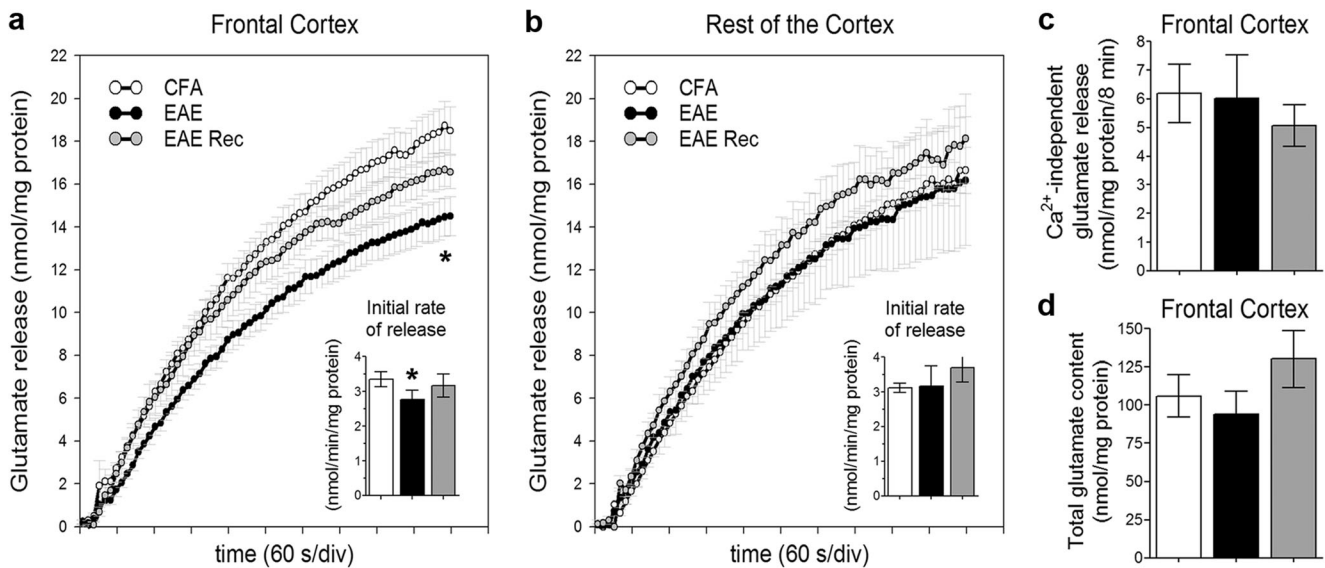 a
Frontal Cortex
Glutamate release (nmol/mg protein)
22
20
18
16
14
12
10
8
6
4
2
0
CFA
EAE
EAE Rec
*
Initial rate
of release
(nmol/min/mg protein)
4
3
2
1
0
*
time (60 s/div)
b
Rest of the Cortex
Glutamate release (nmol/mg protein)
22
20
18
16
14
12
10
8
6
4
2
0
CFA
EAE
EAE Rec
Initial rate
of release
(nmol/min/mg protein)
4
3
2
1
0
time (60 s/div)
c
Frontal Cortex
Ca2+-independent
glutamate release
(nmol/mg protein/8 min)
8
7
6
5
4
3
2
1
0
d
Frontal Cortex
Total glutamate content
(nmol/mg protein)
150
125
100
75
50
25
0